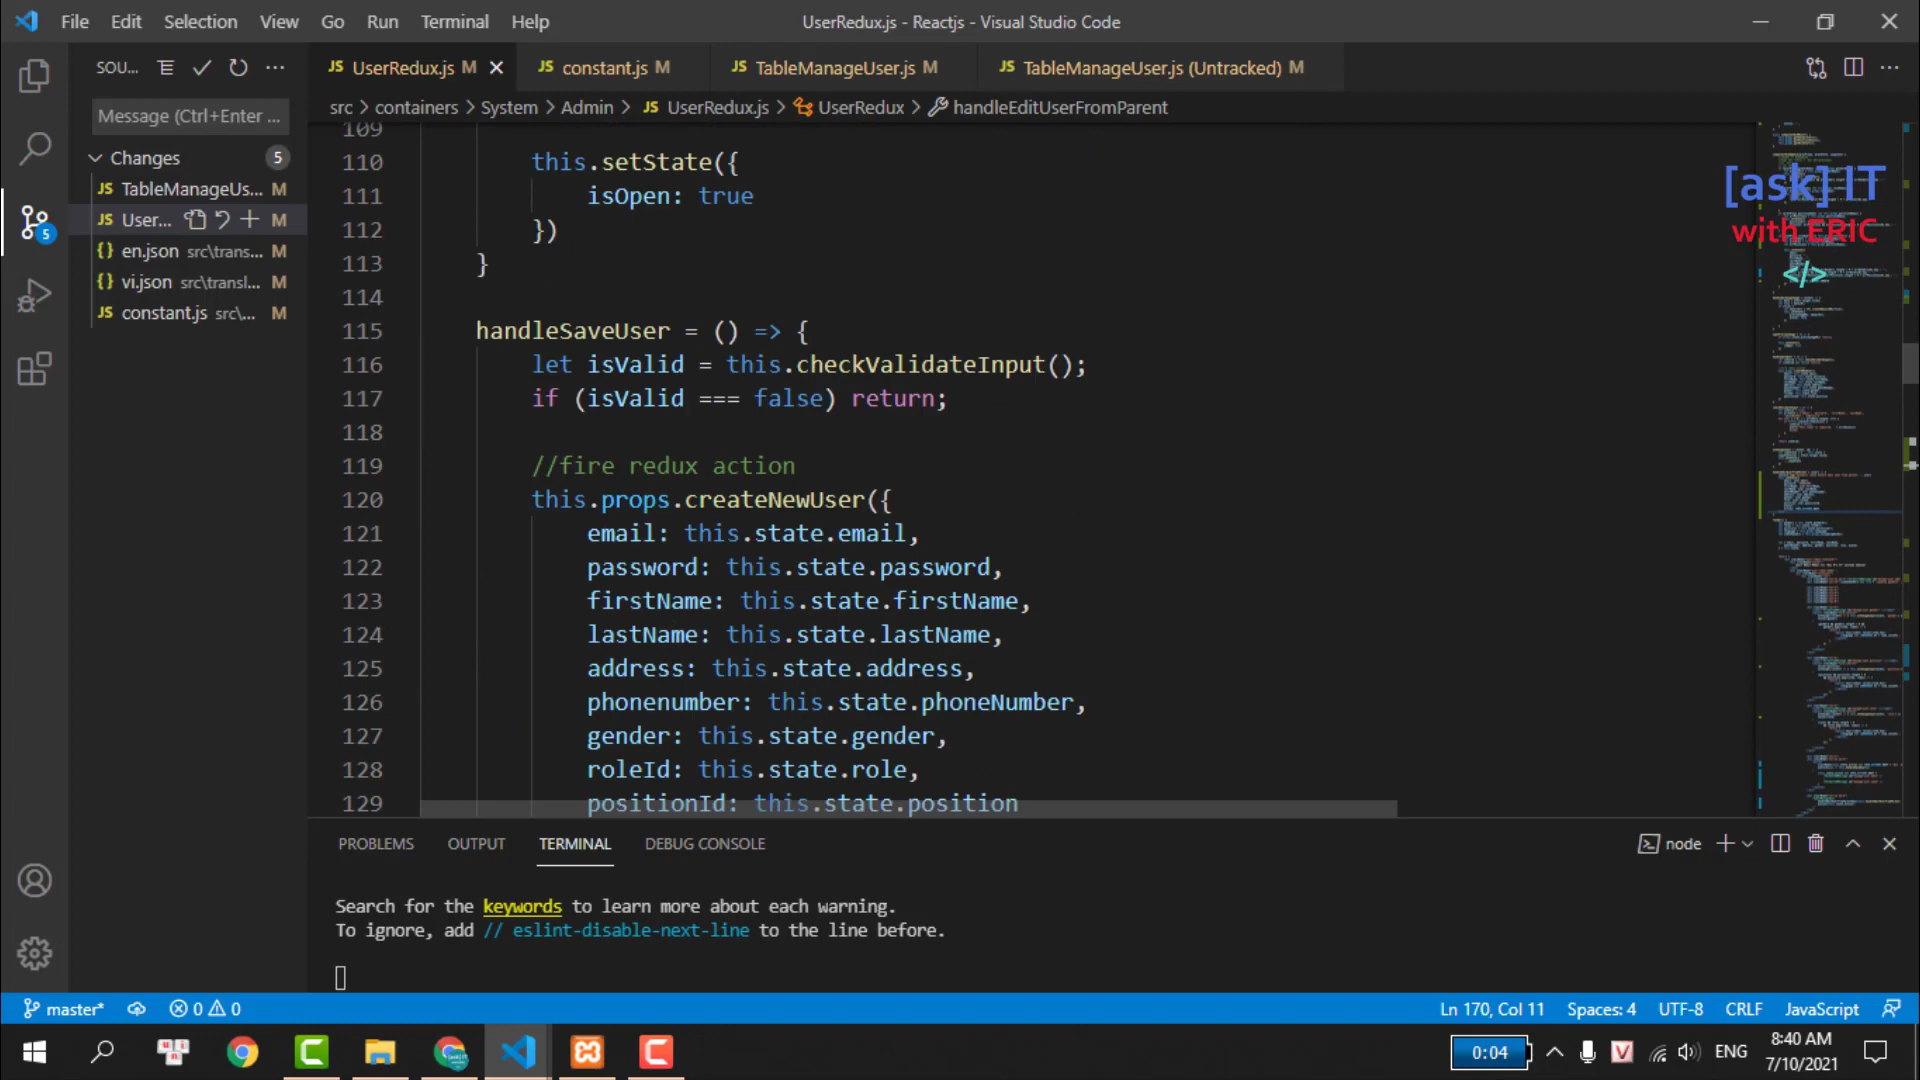 File Edit Selection View Go Run Terminal Help
UserRedux.js - Reactjs - Visual Studio Code
SOU...
JS UserRedux.js M
JS constant.js M
JS TableManageUser.js M
JS TableManageUser.js (Untracked) M
Message (Ctrl+Enter ...
src > containers > System > Admin > JS UserRedux.js > UserRedux > handleEditUserFromParent
Changes 5
JS TableManageUs... M
JS User... M
{} en.json src\trans... M
{} vi.json src\transl... M
JS constant.js src\... M
5
109
110 this.setState({
111 isOpen: true
112 })
113 }
114
115 handleSaveUser = () => {
116 let isValid = this.checkValidateInput();
117 if (isValid === false) return;
118
119 //fire redux action
120 this.props.createNewUser({
121 email: this.state.email,
122 password: this.state.password,
123 firstName: this.state.firstName,
124 lastName: this.state.lastName,
125 address: this.state.address,
126 phonenumber: this.state.phoneNumber,
127 gender: this.state.gender,
128 roleId: this.state.role,
129 positionId: this.state.position
[ask] IT
with ERIC
</>
PROBLEMS OUTPUT TERMINAL DEBUG CONSOLE
node
Search for the keywords to learn more about each warning.
To ignore, add // eslint-disable-next-line to the line before.
master* 0 0
Ln 170, Col 11 Spaces: 4 UTF-8 CRLF JavaScript
0:04
V
ENG
8:40 AM
7/10/2021